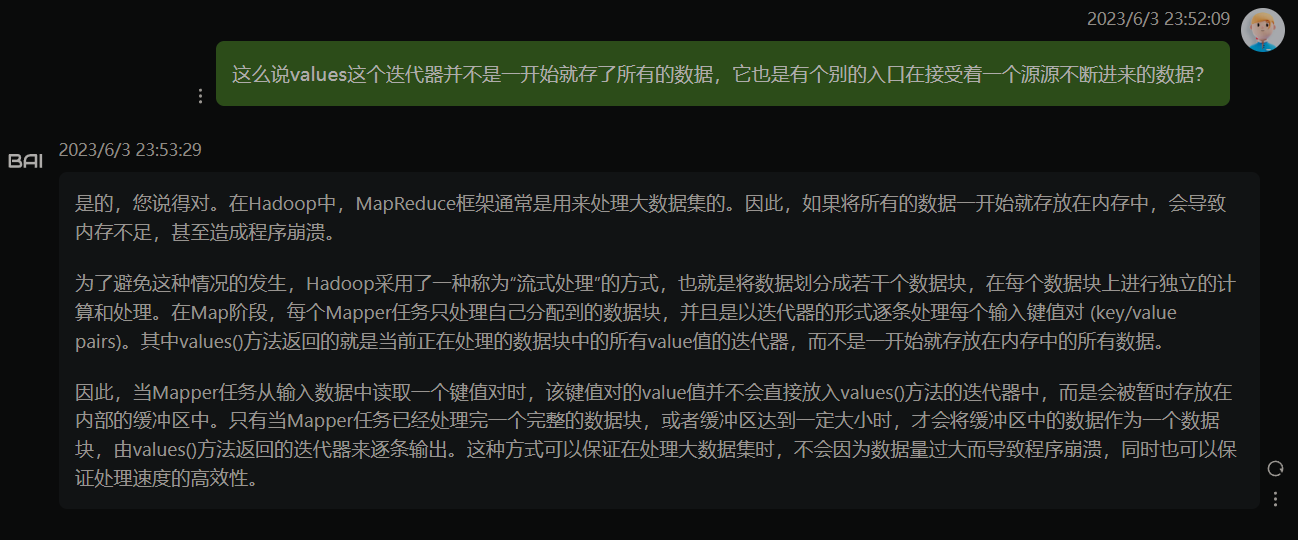 2023/6/3 23:52:09
这么说values这个迭代器并不是一开始就存了所有的数据，它也是有个别的入口在接受着一个源源不断进来的数据？
BAI
2023/6/3 23:53:29
是的，您说得对。在Hadoop中，MapReduce框架通常是用来处理大数据集的。因此，如果将所有的数据一开始就存放在内存中，会导致
内存不足，甚至造成程序崩溃。
为了避免这种情况的发生，Hadoop采用了一种称为“流式处理”的方式，也就是将数据划分成若干个数据块，在每个数据块上进行独立的计
算和处理。在Map阶段，每个Mapper任务只处理自己分配到的数据块，并且是以迭代器的形式逐条处理每个输入键值对 (key/value
pairs)。其中values()方法返回的就是当前正在处理的数据块中的所有value值的迭代器，而不是一开始就存放在内存中的所有数据。
因此，当Mapper任务从输入数据中读取一个键值对时，该键值对的value值并不会直接放入values()方法的迭代器中，而是会被暂时存放在
内部的缓冲区中。只有当Mapper任务已经处理完一个完整的数据块，或者缓冲区达到一定大小时，才会将缓冲区中的数据作为一个数据
块，由values()方法返回的迭代器来逐条输出。这种方式可以保证在处理大数据集时，不会因为数据量过大而导致程序崩溃，同时也可以保
证处理速度的高效性。